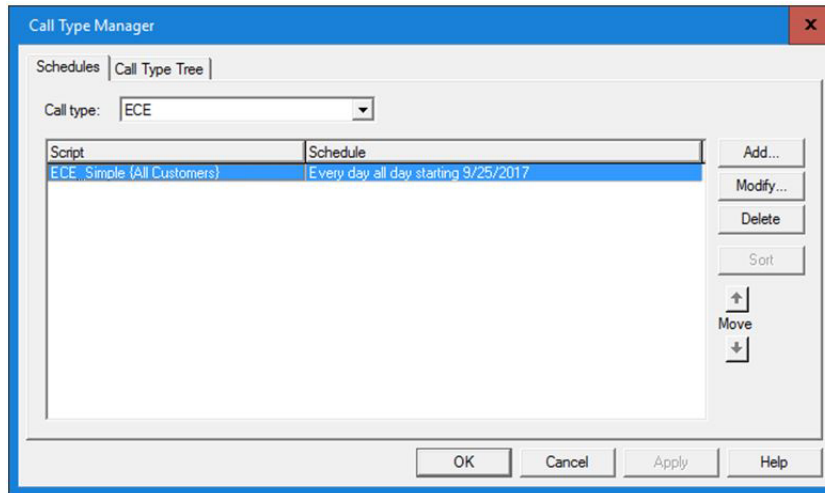 Call Type Manager x
Schedules Call Type Tree
Call type: ECE
Script Schedule Add...
ECE_Simple {All Customers} Every day all day starting 9/25/2017
Modify...
Delete
Sort
Move
OK Cancel Apply Help